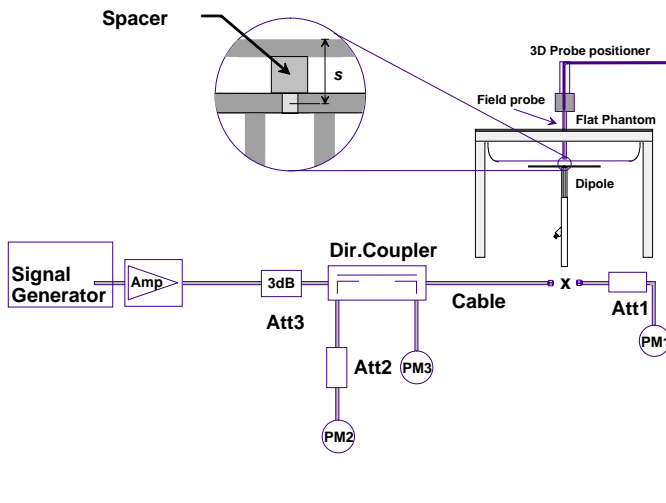 Spacer
s
3D Probe positioner
Field probe
Flat Phantom
Dipole
Signal
Generator
Amp
3dB
Att3
Dir.Coupler
Cable
x
Att1
PM1
Att2
PM3
PM2